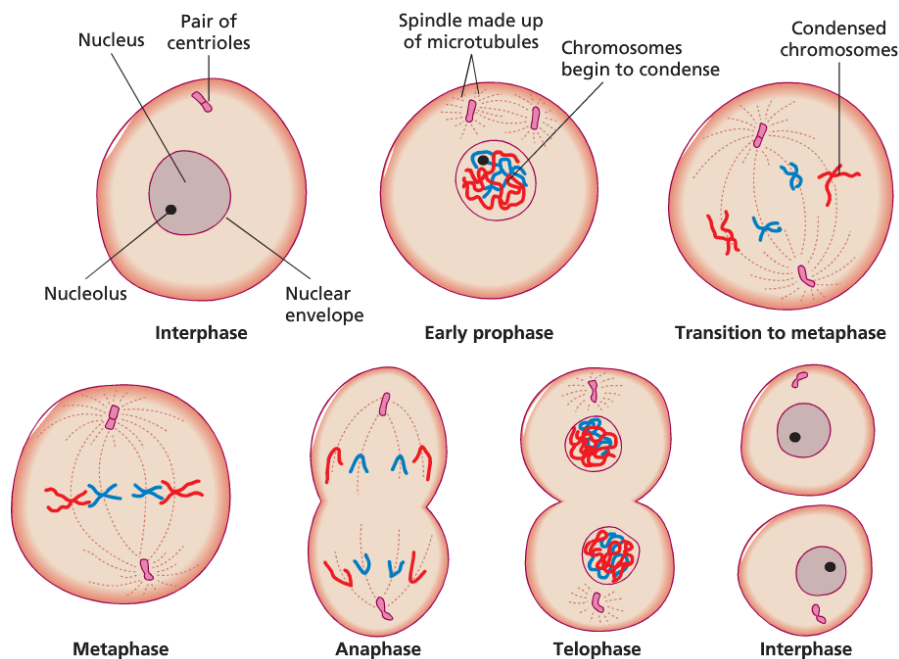 Nucleus
Pair of
centrioles
Spindle made up
of microtubules
Chromosomes
begin to condense
Condensed
chromosomes
Nucleolus
Nuclear
envelope
Interphase
Early prophase
Transition to metaphase
Metaphase
Anaphase
Telophase
Interphase